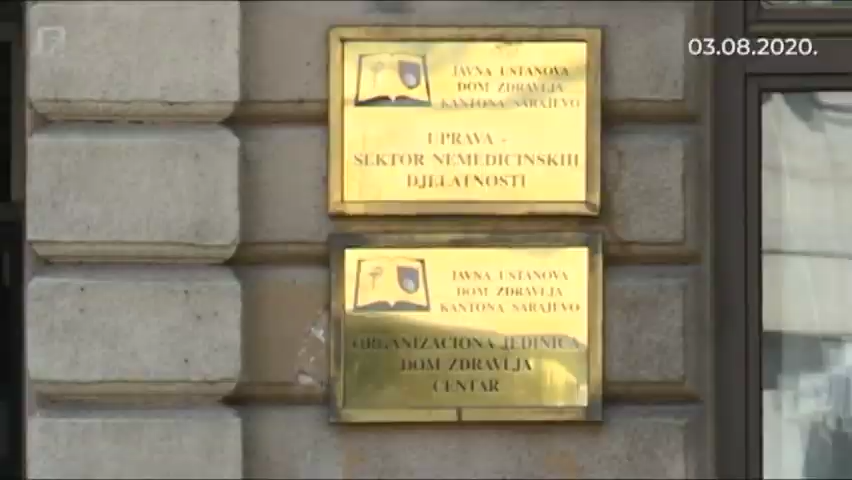 03.08.2020.
JAVNA USTANOVA
DOM ZDRAVLJA
KANTONA SARAJEVO
UPRAVA -
SEKTOR NEMEDICINSKIH
DJELATNOSTI
JAVNA USTANOVA
DOM ZDRAVLJA
KANTONA SARAJEVO
ORGANIZACIONA JEDINICA
DOM ZDRAVLJA
CENTAR